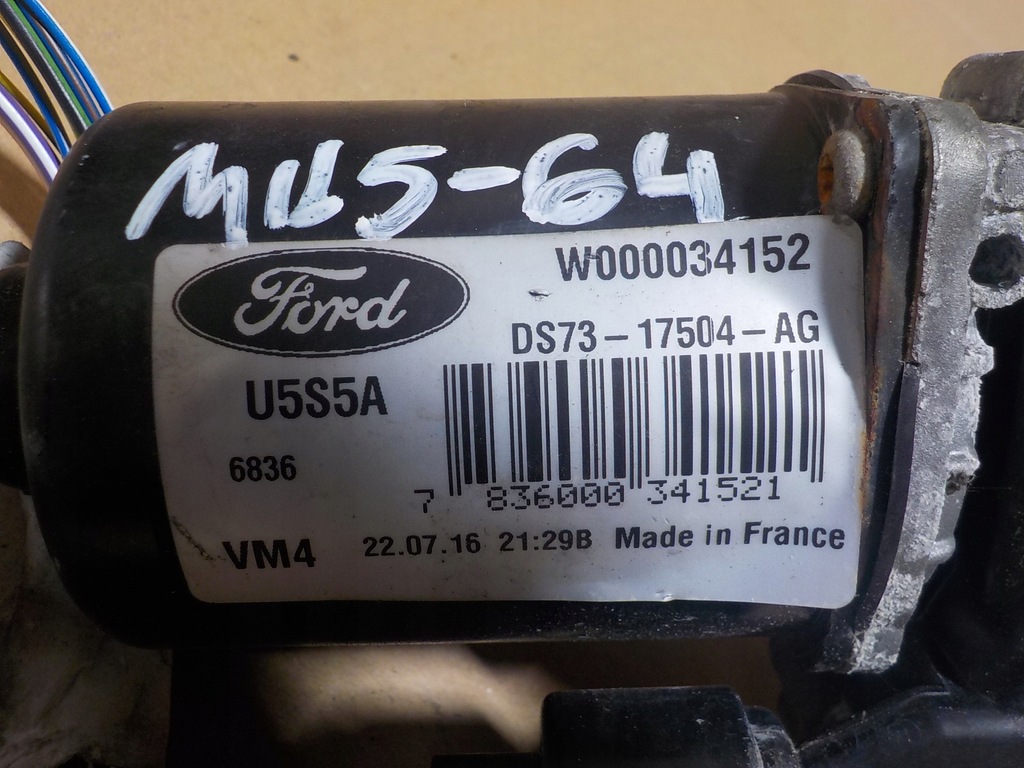 MU5-64
Ford
W000034152
DS73-17504-AG
U5S5A
6836
7 836000 341521
VM4 22.07.16 21:29B Made in France